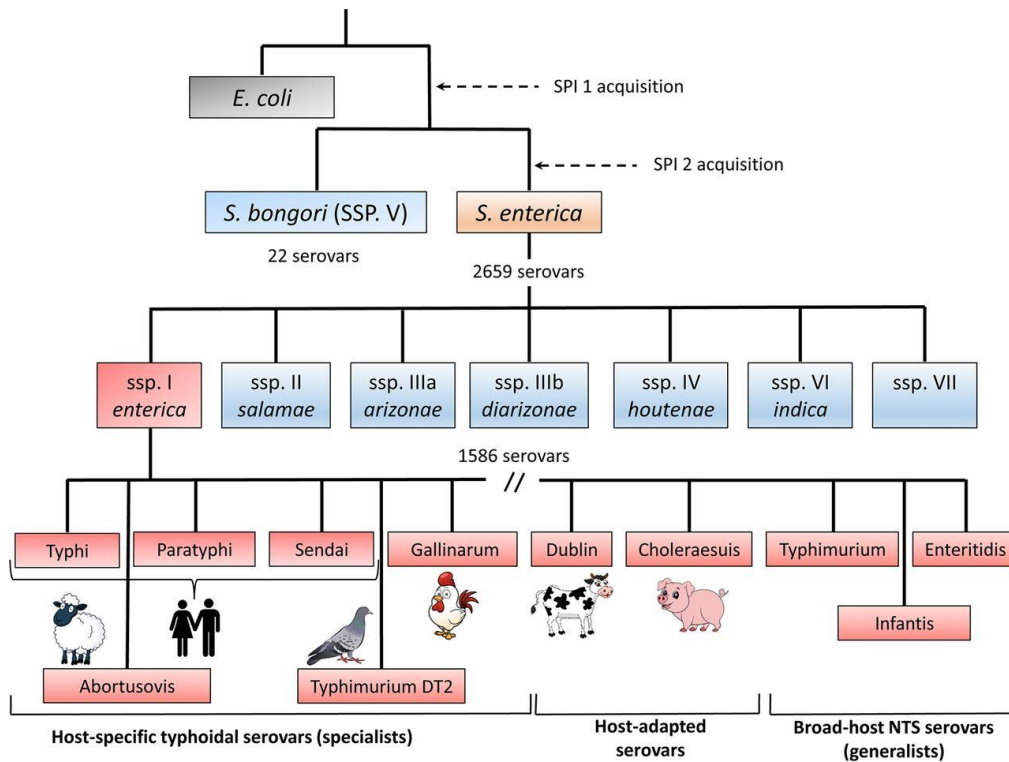 SPI 1 acquisition
E. coli
SPI 2 acquisition
S. bongori (SSP. V)
S. enterica
22 serovars
2659 serovars
ssp. I
enterica
ssp. II
salamae
ssp. IIIa
arizonae
ssp. IIIb
diarizonae
ssp. IV
houtenae
ssp. VI
indica
ssp. VII
1586 serovars
//
Typhi
Paratyphi
Sendai
Gallinarum
Dublin
Choleraesuis
Typhimurium
Enteritidis
Infantis
Abortusovis
Typhimurium DT2
Host-specific typhoidal serovars (specialists)
Host-adapted
serovars
Broad-host NTS serovars
(generalists)